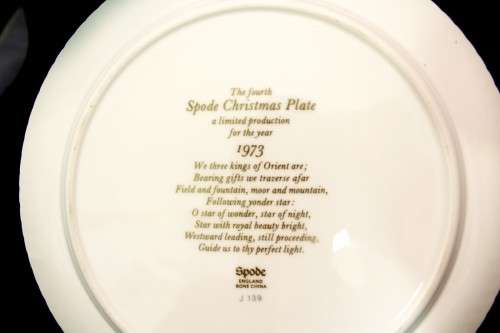 The fourth
Spode Christmas Plate
a limited production
for the year
1973
We three kings of Orient are;
Bearing gifts we traverse afar
Field and fountain, moor and mountain,
Following yonder star:
O star of wonder, star of night,
Star with royal beauty bright,
Westward leading, still proceeding,
Guide us to thy perfect light.
Spode
ENGLAND
BONE CHINA
J 139